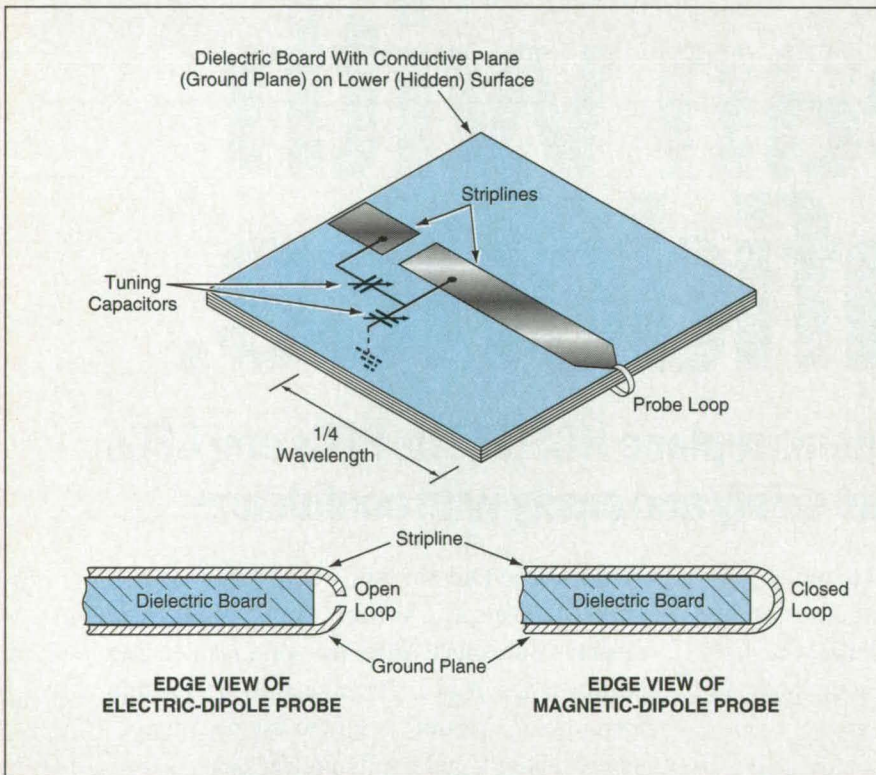 Dielectric Board With Conductive Plane
(Ground Plane) on Lower (Hidden) Surface
Striplines
Tuning
Capacitors
Probe Loop
1/4
Wavelength
Stripline
Dielectric Board
Open
Loop
Dielectric Board
Closed
Loop
Ground Plane
EDGE VIEW OF
ELECTRIC-DIPOLE PROBE
EDGE VIEW OF
MAGNETIC-DIPOLE PROBE